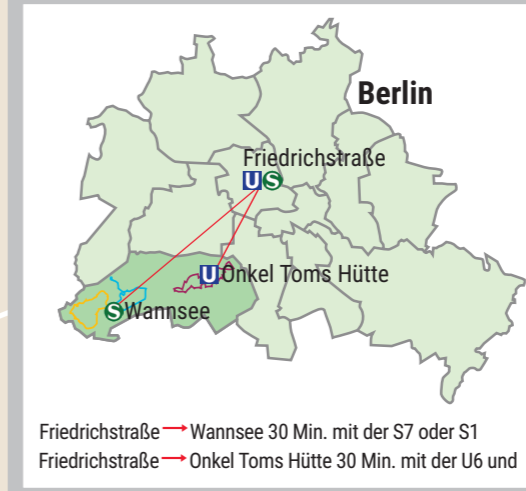 Berlin
Friedrichstraße
U S
U Onkel Toms Hütte
S Wannsee
Friedrichstraße → Wannsee 30 Min. mit der S7 oder S1
Friedrichstraße → Onkel Toms Hütte 30 Min. mit der U6 und